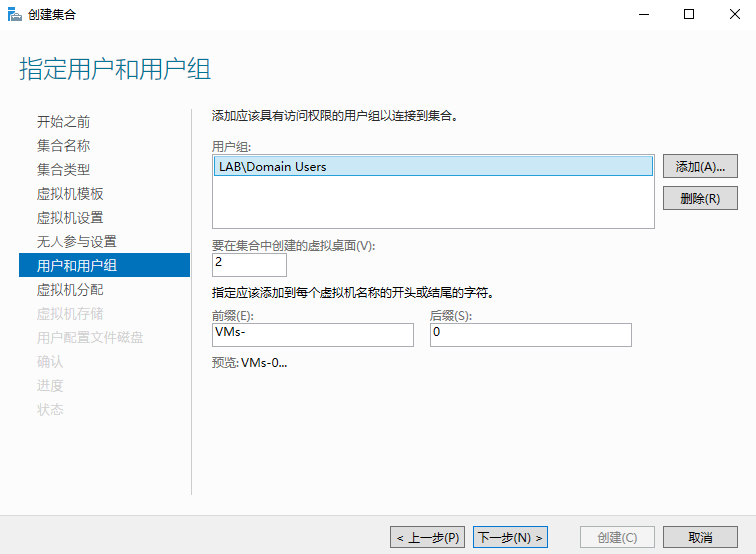 创建集合
指定用户和用户组
开始之前
集合名称
集合类型
虚拟机模板
虚拟机设置
无人参与设置
用户和用户组
虚拟机分配
虚拟机存储
用户配置文件磁盘
确认
进度
状态
添加应该具有访问权限的用户组以连接到集合。
用户组:
LAB\Domain Users
添加(A)...
删除(R)
要在集合中创建的虚拟桌面(V):
2
指定应该添加到每个虚拟机名称的开头或结尾的字符。
前缀(E): 后缀(S):
VMs- 0
预览: VMs-0...
< 上一步(P) 下一步(N) > 创建(C) 取消